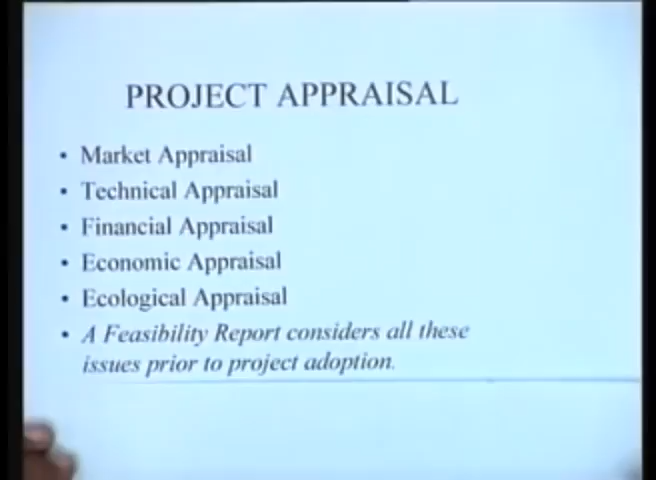 PROJECT APPRAISAL
• Market Appraisal
• Technical Appraisal
• Financial Appraisal
• Economic Appraisal
• Ecological Appraisal
• A Feasibility Report considers all these
issues prior to project adoption.